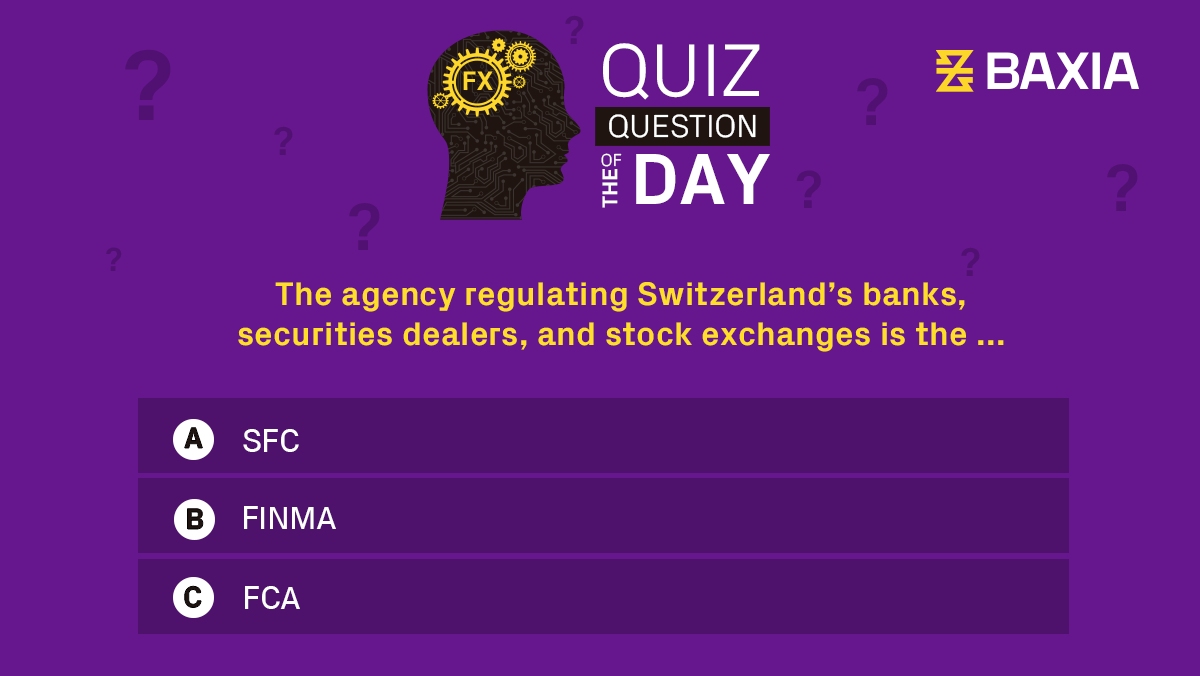 FX
QUIZ
QUESTION
OF THE DAY
BAXIA
The agency regulating Switzerland’s banks,
securities dealers, and stock exchanges is the ...
A SFC
B FINMA
C FCA